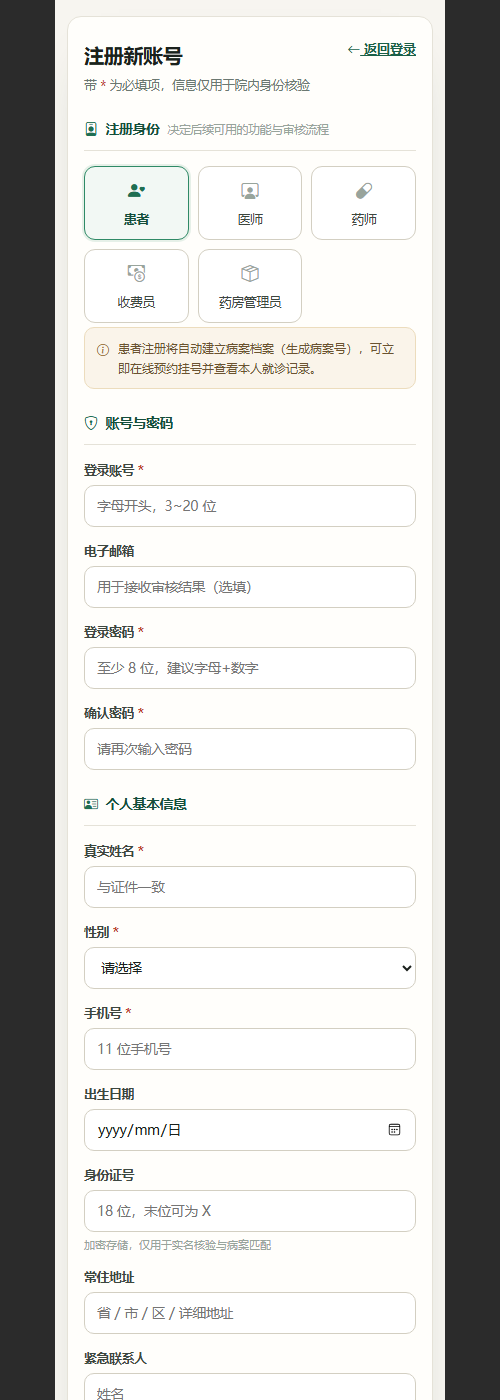 注册新账号
← 返回登录
带 * 为必填项，信息仅用于院内身份核验
注册身份 决定后续可用的功能与审核流程
患者
医师
药师
收费员
药房管理员
患者注册将自动建立病案档案（生成病案号），可立
即在线预约挂号并查看本人就诊记录。
账号与密码
登录账号 *
字母开头，3~20 位
电子邮箱
用于接收审核结果（选填）
登录密码 *
至少 8 位，建议字母+数字
确认密码 *
请再次输入密码
个人基本信息
真实姓名 *
与证件一致
性别 *
请选择
手机号 *
11 位手机号
出生日期
yyyy/mm/日
身份证号
18 位，末位可为 X
加密存储，仅用于实名核验与病案匹配
常住地址
省 / 市 / 区 / 详细地址
紧急联系人
姓名